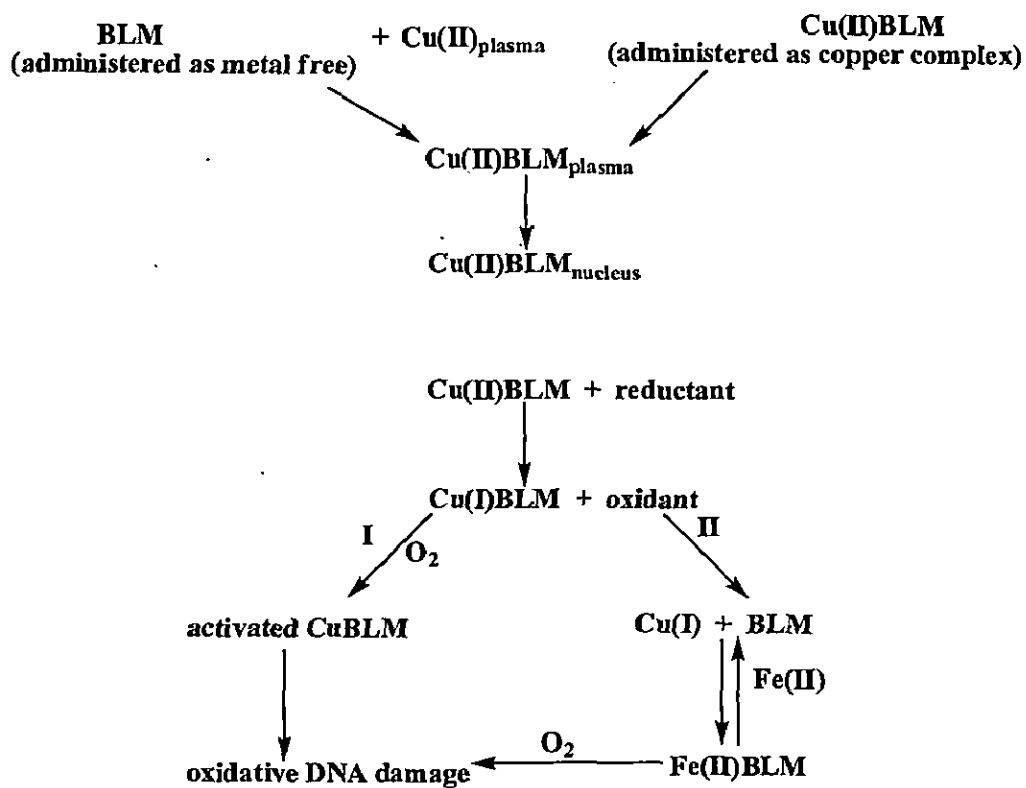 BLM + Cu(II)plasma Cu(II)BLM
(administered as metal free) (administered as copper complex)
Cu(II)BLMplasma
Cu(II)BLMnucleus
Cu(II)BLM + reductant
Cu(I)BLM + oxidant
I II
O2
activated CuBLM Cu(I) + BLM
Fe(II)
O2
oxidative DNA damage Fe(II)BLM